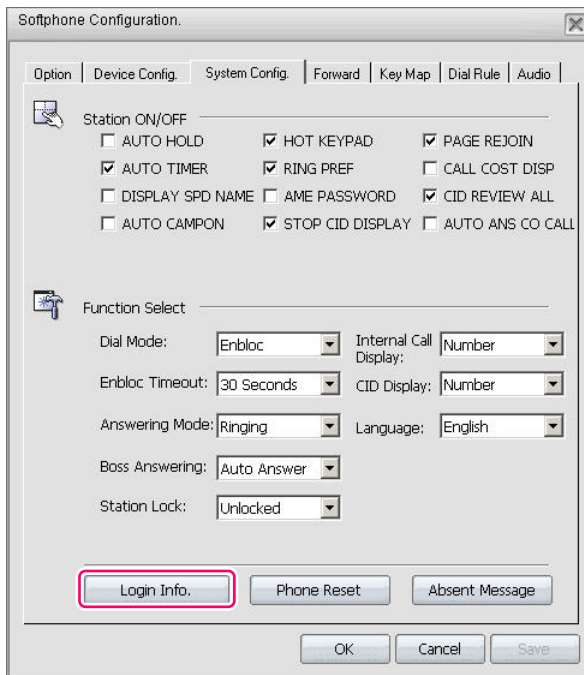 Softphone Configuration.
Option Device Config. System Config. Forward Key Map Dial Rule Audio
Station ON/OFF
AUTO HOLD HOT KEYPAD PAGE REJOIN
AUTO TIMER RING PREF CALL COST DISP
DISPLAY SPD NAME AME PASSWORD CID REVIEW ALL
AUTO CAMPON STOP CID DISPLAY AUTO ANS CO CALL
Function Select
Dial Mode: Enbloc Internal Call Display: Number
Enbloc Timeout: 30 Seconds CID Display: Number
Answering Mode: Ringing Language: English
Boss Answering: Auto Answer
Station Lock: Unlocked
Login Info. Phone Reset Absent Message
OK Cancel Save